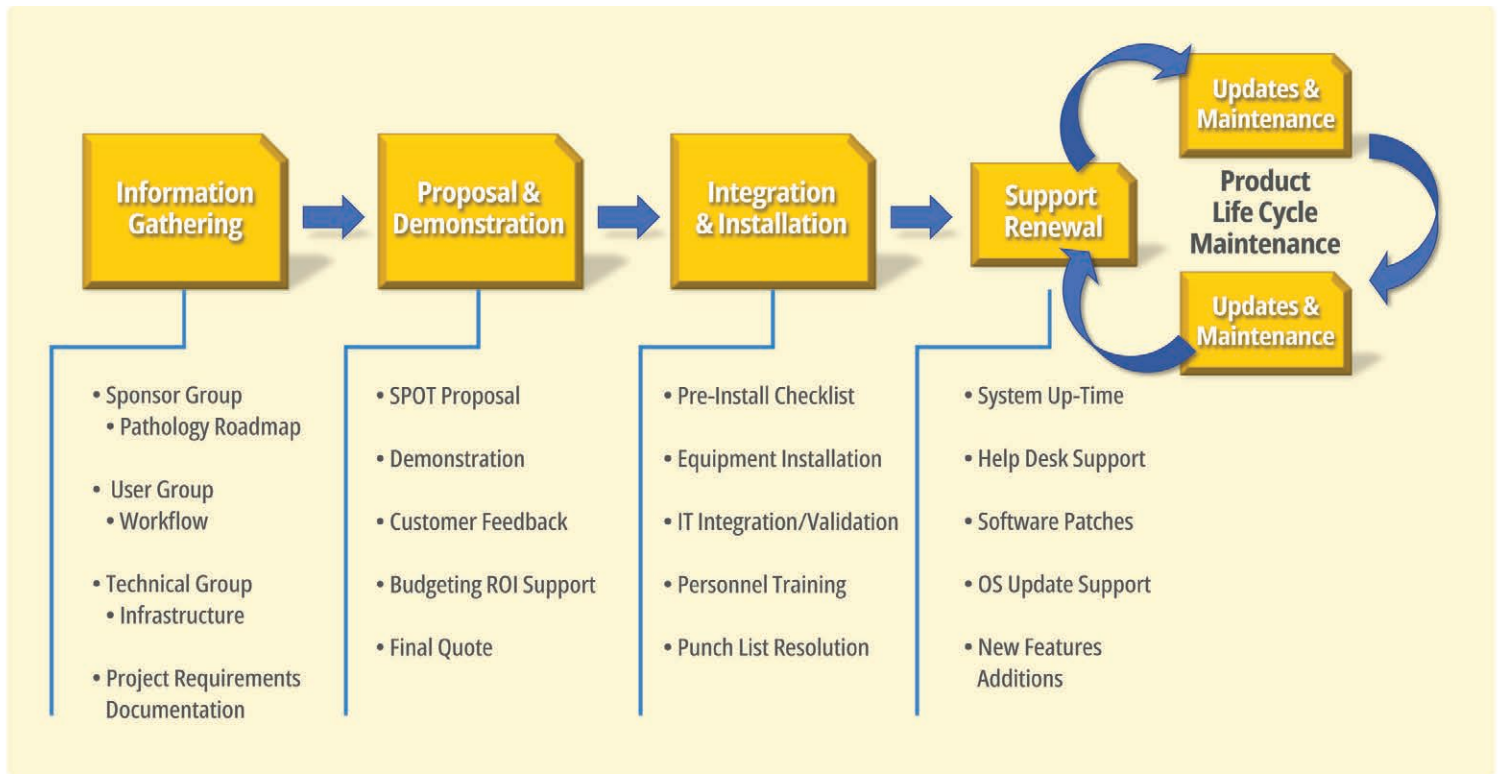 Information
Gathering
Proposal &
Demonstration
Integration
& Installation
Support
Renewal
Updates &
Maintenance
Product
Life Cycle
Maintenance
Updates &
Maintenance
• Sponsor Group
• Pathology Roadmap
• User Group
• Workflow
• Technical Group
• Infrastructure
• Project Requirements
Documentation
• SPOT Proposal
• Demonstration
• Customer Feedback
• Budgeting ROI Support
• Final Quote
• Pre-Install Checklist
• Equipment Installation
• IT Integration/Validation
• Personnel Training
• Punch List Resolution
• System Up-Time
• Help Desk Support
• Software Patches
• OS Update Support
• New Features
Additions